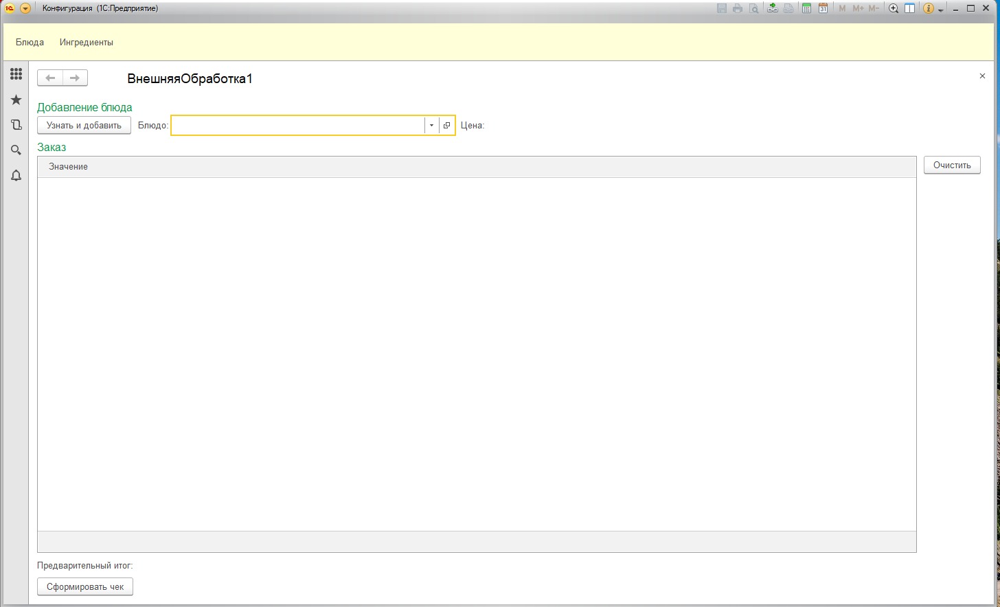 Конфигурация (1С:Предприятие)
31 M M+ M-
Блюда Ингредиенты
ВнешняяОбработка1
Добавление блюда
Узнать и добавить Блюдо: Цена:
Заказ
Значение Очистить
Предварительный итог:
Сформировать чек